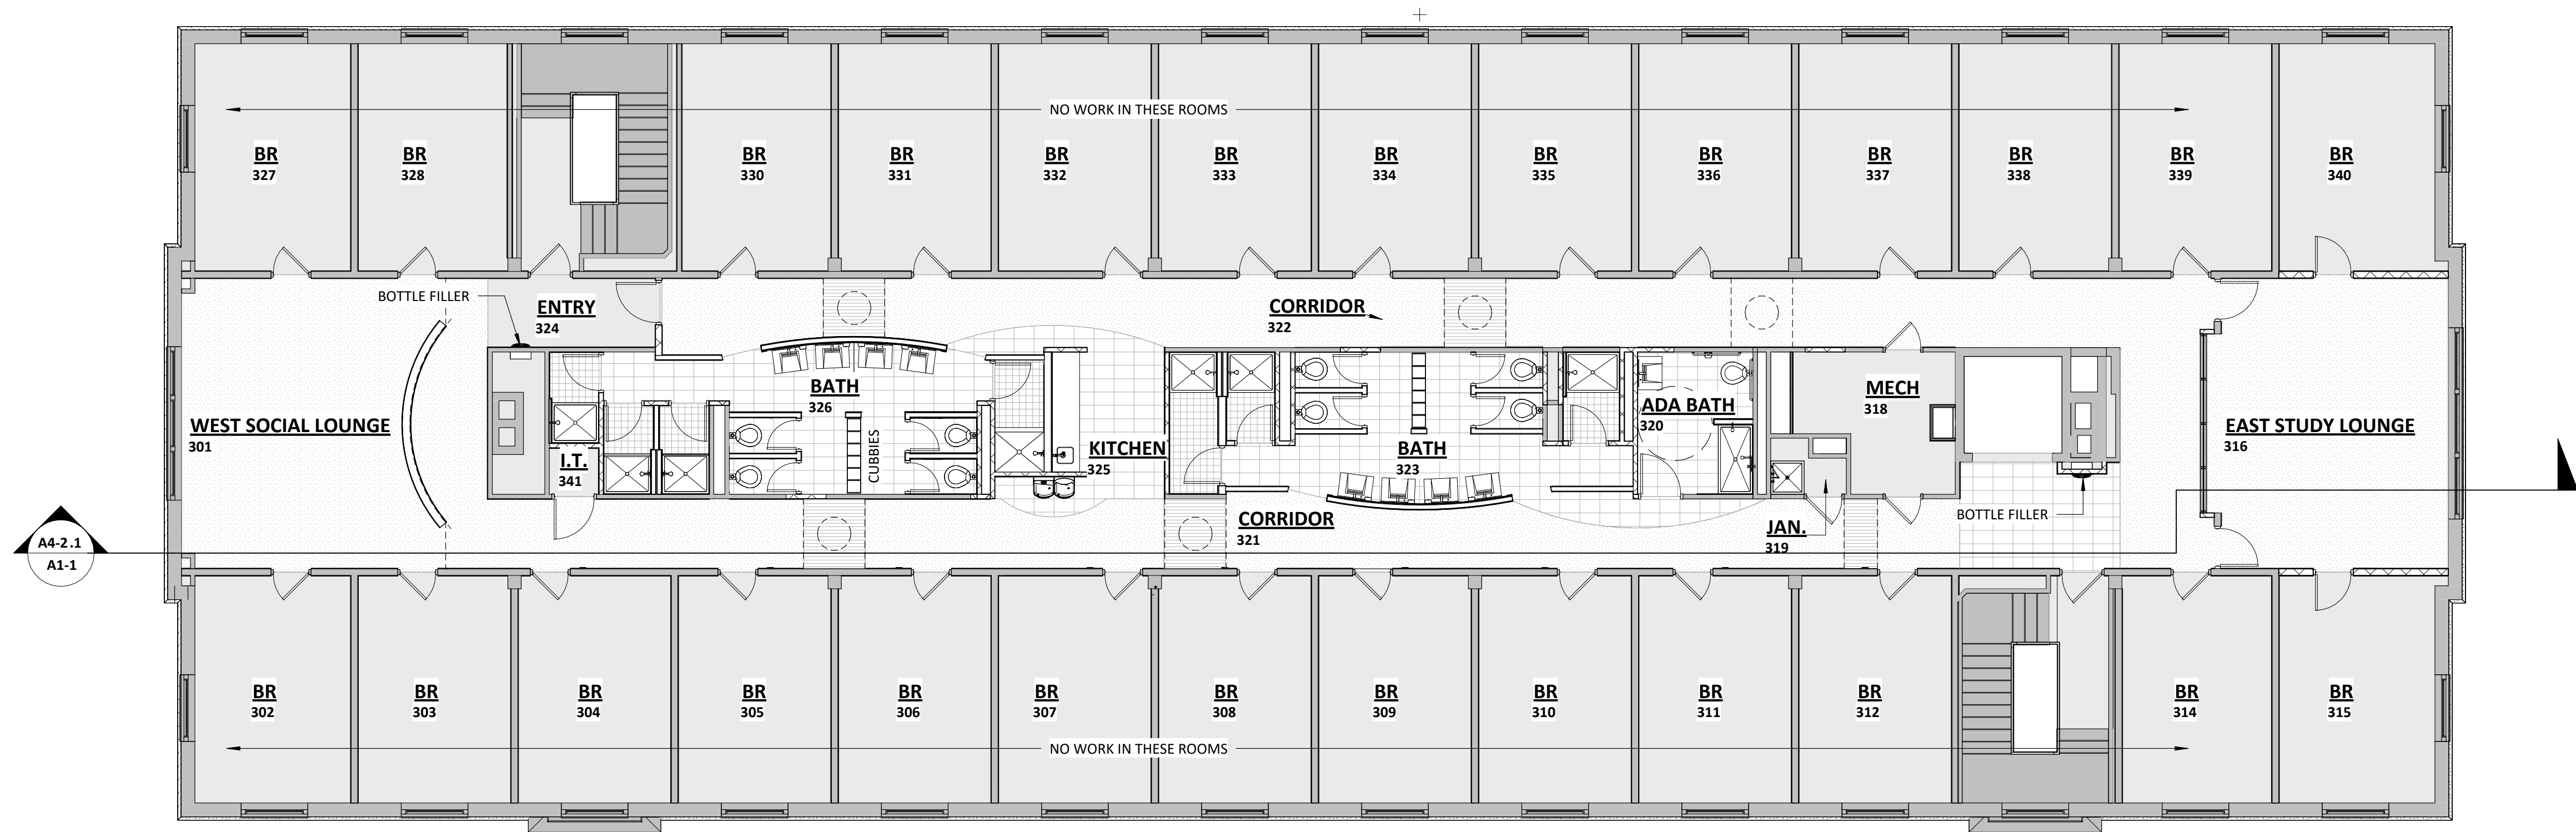 NO WORK IN THESE ROOMS
BR
327
BR
328
BR
330
BR
331
BR
332
BR
333
BR
334
BR
335
BR
336
BR
337
BR
338
BR
339
BR
340
BOTTLE FILLER
ENTRY
324
CORRIDOR
322
WEST SOCIAL LOUNGE
301
BATH
326
CUBBIES
I.T.
341
KITCHEN
325
BATH
323
ADA BATH
320
MECH
318
EAST STUDY LOUNGE
316
CORRIDOR
321
JAN.
319
BOTTLE FILLER
A4-2.1
A1-1
BR
302
BR
303
BR
304
BR
305
BR
306
BR
307
BR
308
BR
309
BR
310
BR
311
BR
312
BR
314
BR
315
NO WORK IN THESE ROOMS